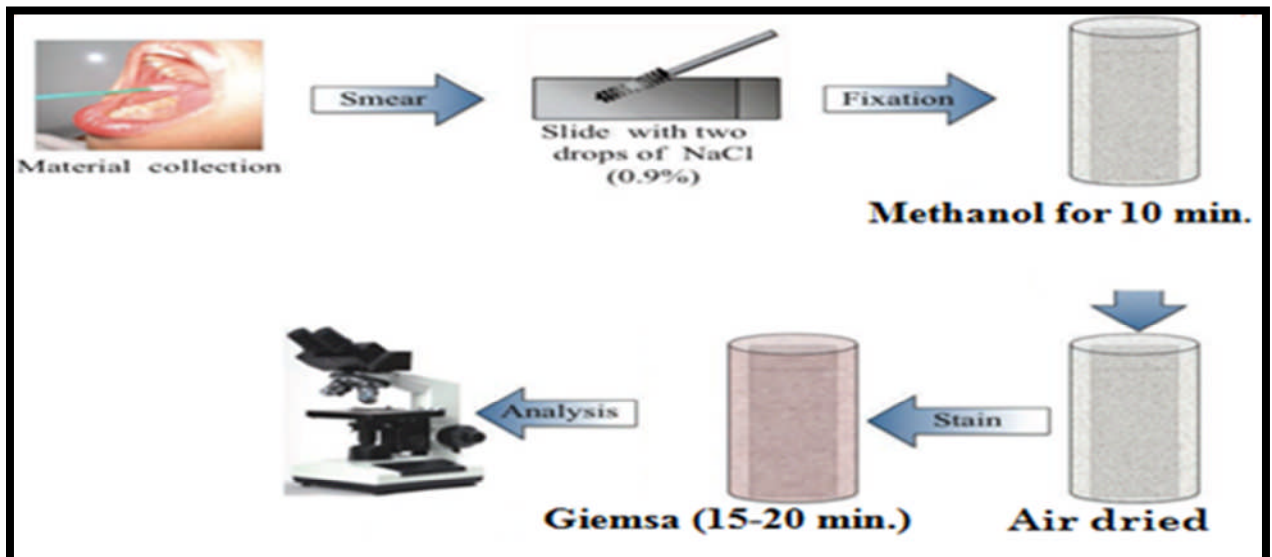 Material collection
Smear
Slide with two
drops of NaCl
(0.9%)
Fixation
Methanol for 10 min.
Air dried
Stain
Giemsa (15-20 min.)
Analysis